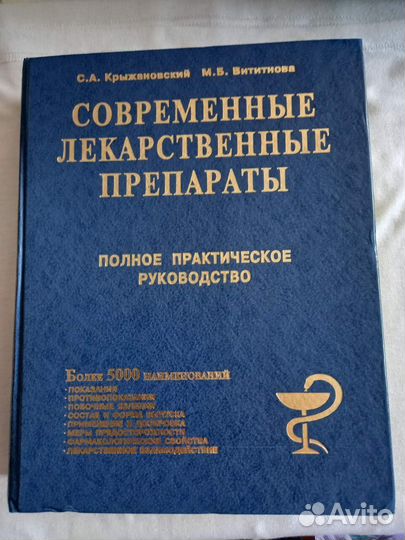 С.А. Крыжановский М.Б. Вититнова
СОВРЕМЕННЫЕ
ЛЕКАРСТВЕННЫЕ
ПРЕПАРАТЫ
ПОЛНОЕ ПРАКТИЧЕСКОЕ
РУКОВОДСТВО
Более 5000 наименований
• ПОКАЗАНИЯ
• ПРОТИВОПОКАЗАНИЯ
• ПОБОЧНЫЕ ЯВЛЕНИЯ
• СОСТАВ И ФОРМА ВЫПУСКА
• ПРИМЕНЕНИЕ И ДОЗИРОВКА
• МЕРЫ ПРЕДОСТОРОЖНОСТИ
• ФАРМАКОЛОГИЧЕСКИЕ СВОЙСТВА
• ЛЕКАРСТВЕННОЕ ВЗАИМОДЕЙСТВИЕ
Avito